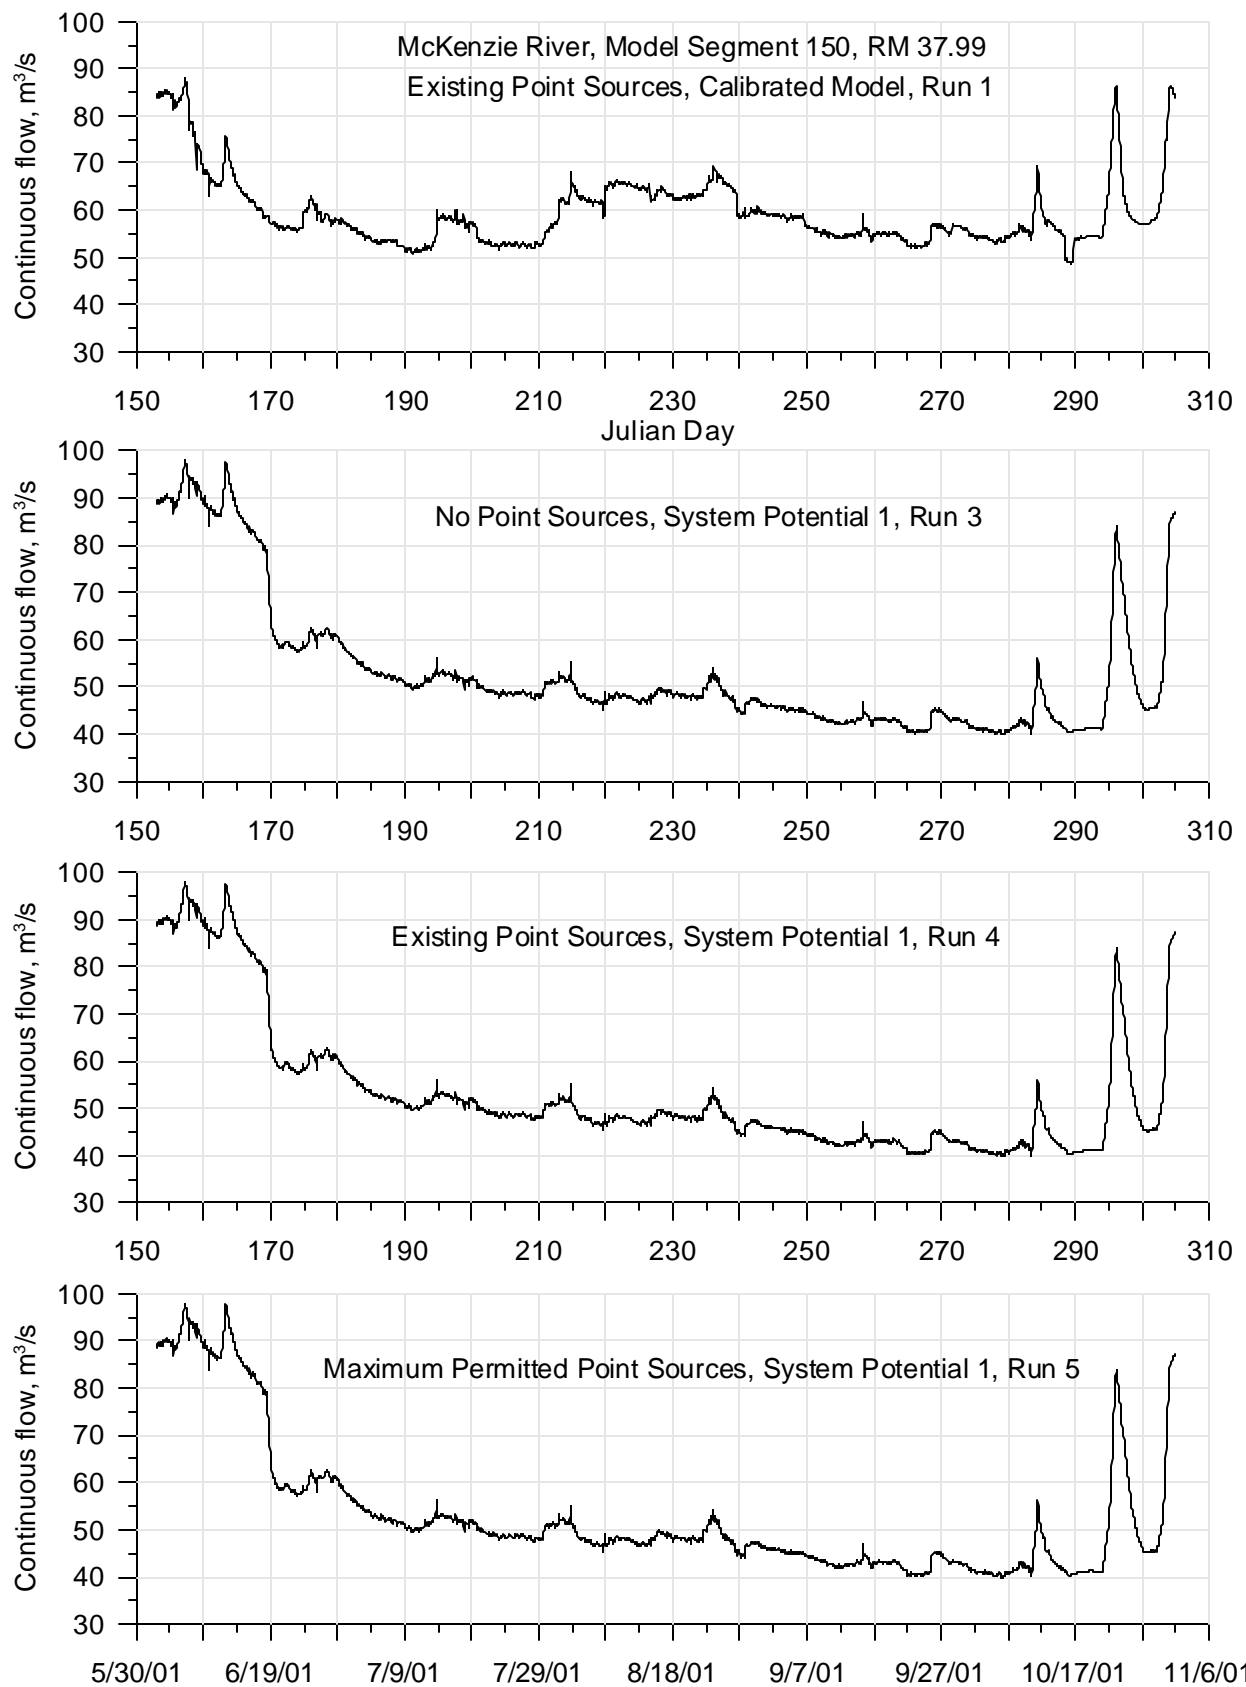 McKenzie River, Model Segment 150, RM 37.99
Existing Point Sources, Calibrated Model, Run 1
Continuous flow, m³/s
100
90
80
70
60
50
40
30
150 170 190 210 230 250 270 290 310
Julian Day
No Point Sources, System Potential 1, Run 3
Continuous flow, m³/s
100
90
80
70
60
50
40
30
150 170 190 210 230 250 270 290 310
Existing Point Sources, System Potential 1, Run 4
Continuous flow, m³/s
100
90
80
70
60
50
40
30
150 170 190 210 230 250 270 290 310
Maximum Permitted Point Sources, System Potential 1, Run 5
Continuous flow, m³/s
100
90
80
70
60
50
40
30
5/30/01 6/19/01 7/9/01 7/29/01 8/18/01 9/7/01 9/27/01 10/17/01 11/6/01